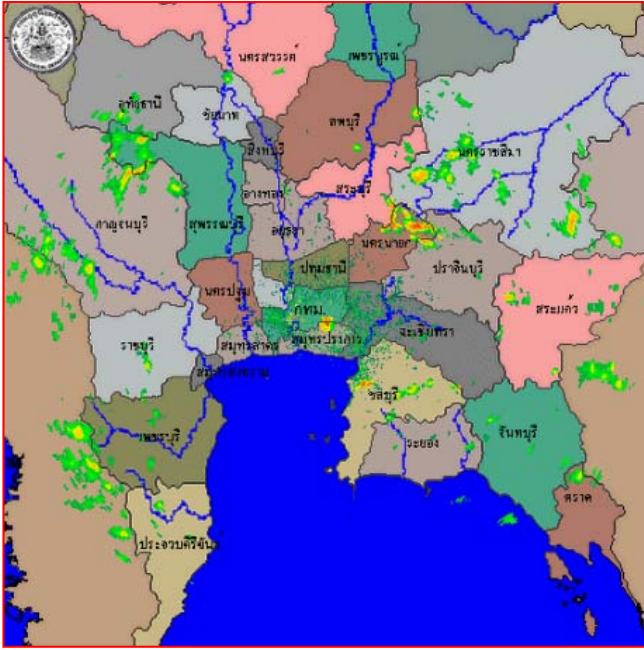 นครสวรรค์
เพชรบูรณ์
อุทัยธานี
ชัยนาท
ลพบุรี
สิงห์บุรี
นครราชสีมา
อ่างทอง
สระบุรี
กาญจนบุรี
สุพรรณบุรี
อยุธยา
นครนายก
ปทุมธานี
ปราจีนบุรี
นครปฐม
กทม
สระแก้ว
ราชบุรี
สมุทรสาคร
สมุทรปราการ
ฉะเชิงเทรา
สมุทรสงคราม
ชลบุรี
เพชรบุรี
ระยอง
จันทบุรี
ตราด
ประจวบคีรีขันธ์